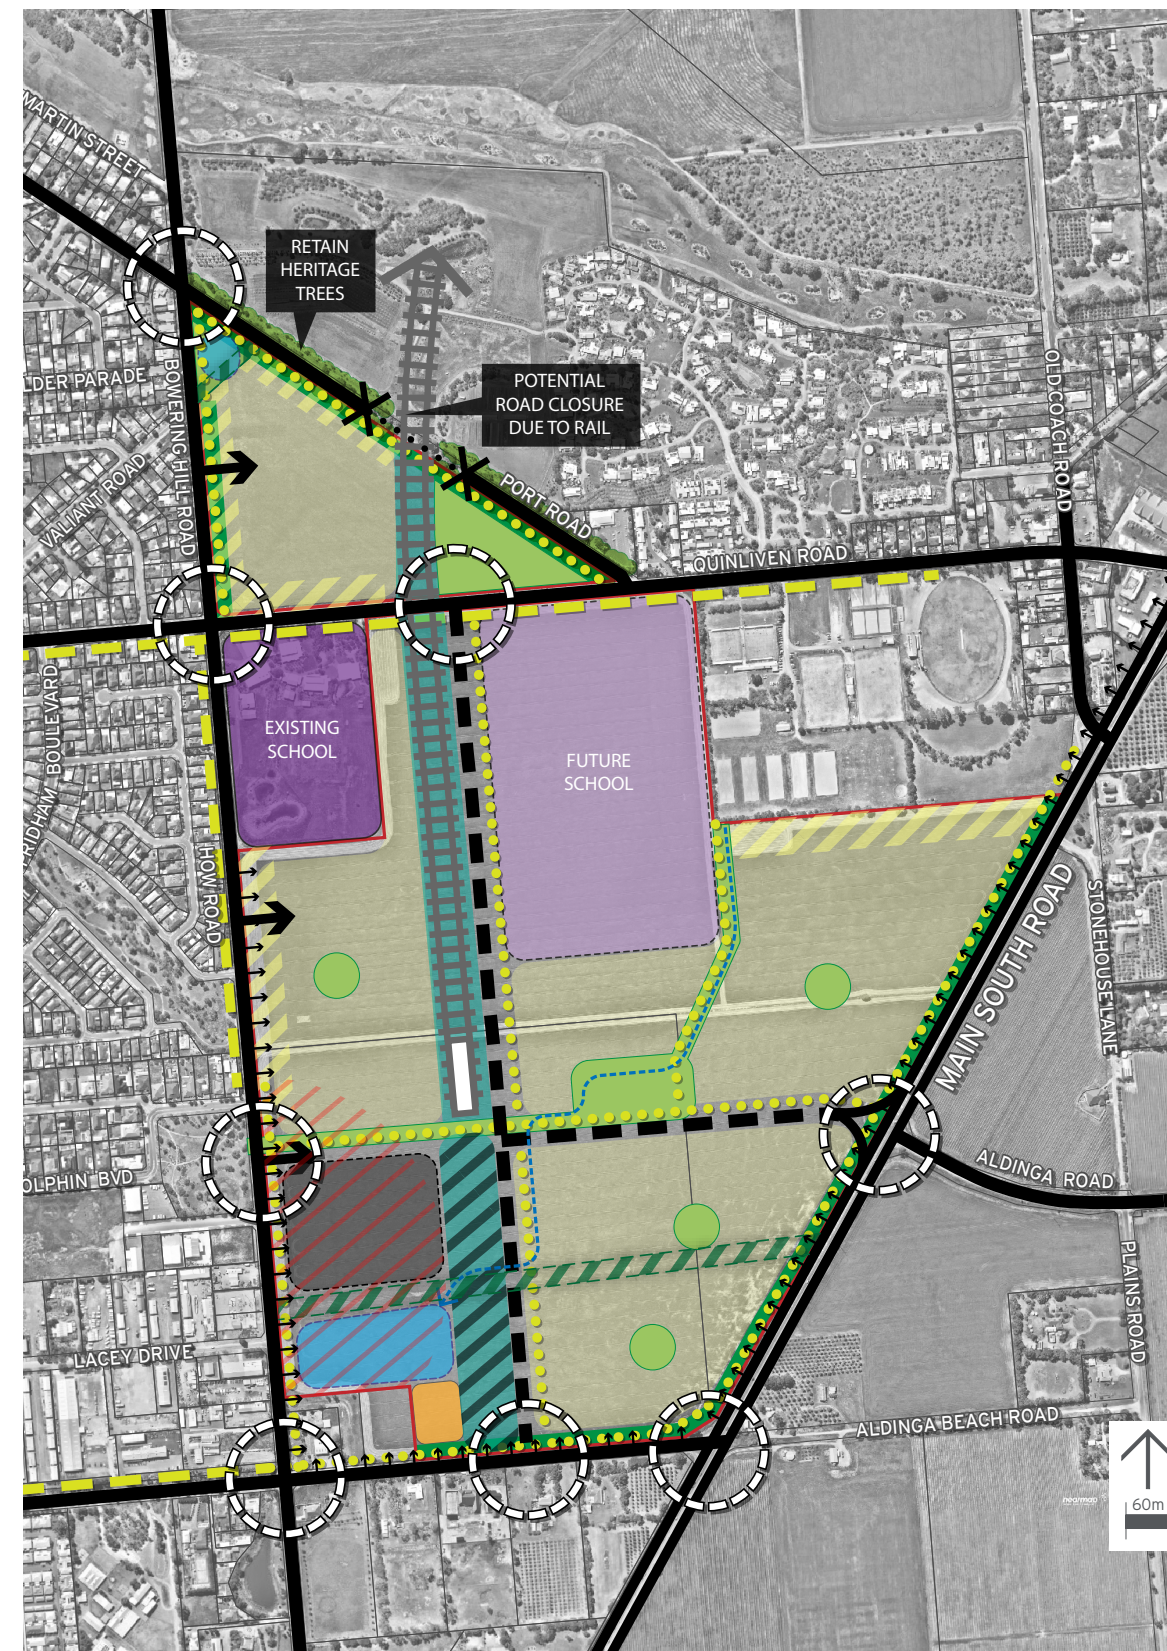 MARTIN STREET
RETAIN
HERITAGE
TREES
LDER PARADE
BOWERING HILL ROAD
POTENTIAL
ROAD CLOSURE
DUE TO RAIL
OLD COACH ROAD
VALIANT ROAD
PORT ROAD
QUINLIVEN ROAD
PRIDHAM BOULEVARD
EXISTING
SCHOOL
FUTURE
SCHOOL
HOW ROAD
MAIN SOUTH ROAD
STONEHOUSE LANE
OLPHIN BVD
ALDINGA ROAD
PLAINS ROAD
LACEY DRIVE
ALDINGA BEACH ROAD
nearmap
60m